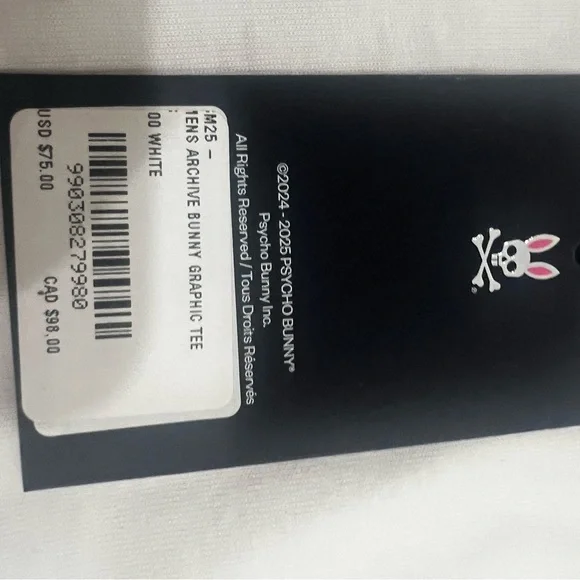 ©2024 - 2025 PSYCHO BUNNY®
Psycho Bunny Inc.
All Rights Reserved / Tous Droits Réservés
M25 -
ENS ARCHIVE BUNNY GRAPHIC TEE
00 WHITE
990308279980
USD $75.00 CAD $98.00
®